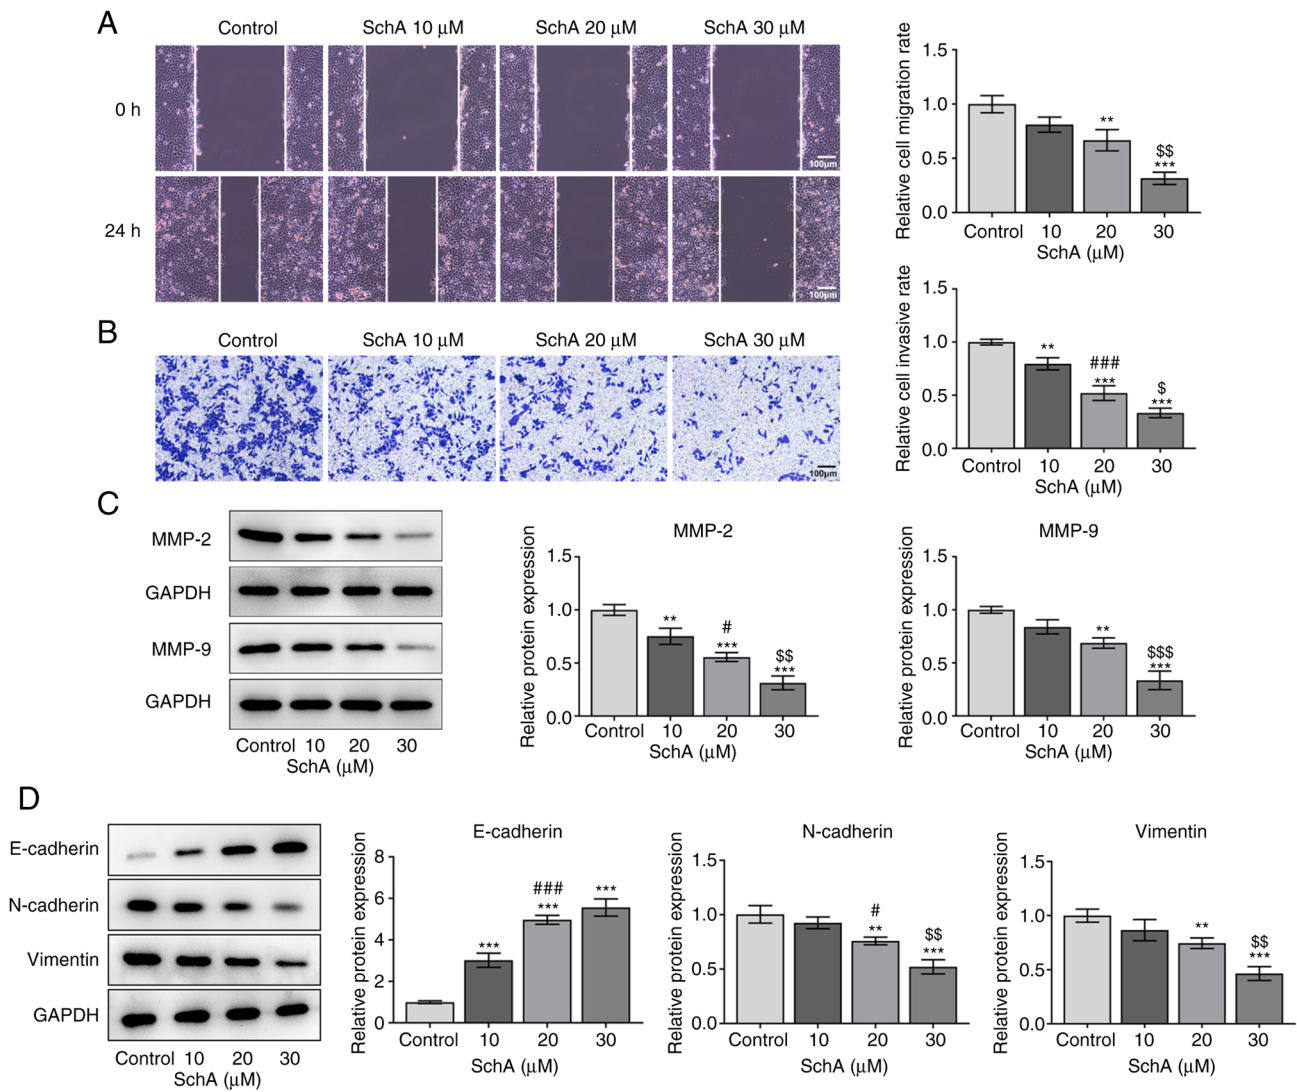 A
Control SchA 10 μM SchA 20 μM SchA 30 μM
0 h
100μm
24 h
100μm
Relative cell migration rate
1.5
1.0
0.5
0.0
**
$$
***
Control 10 20 30
SchA (μM)
B
Control SchA 10 μM SchA 20 μM SchA 30 μM
100μm
Relative cell invasive rate
1.5
1.0
0.5
0.0
**
###
***
$
***
Control 10 20 30
SchA (μM)
C
MMP-2
GAPDH
MMP-9
GAPDH
Control 10 20 30
SchA (μM)
MMP-2
Relative protein expression
1.5
1.0
0.5
0.0
**
#
***
$$
***
Control 10 20 30
SchA (μM)
MMP-9
Relative protein expression
1.5
1.0
0.5
0.0
**
$$$
***
Control 10 20 30
SchA (μM)
D
E-cadherin
N-cadherin
Vimentin
GAPDH
Control 10 20 30
SchA (μM)
E-cadherin
Relative protein expression
8
6
4
2
0
***
###
***
***
Control 10 20 30
SchA (μM)
N-cadherin
Relative protein expression
1.5
1.0
0.5
0.0
#
**
$$
***
Control 10 20 30
SchA (μM)
Vimentin
Relative protein expression
1.5
1.0
0.5
0.0
**
$$
***
Control 10 20 30
SchA (μM)